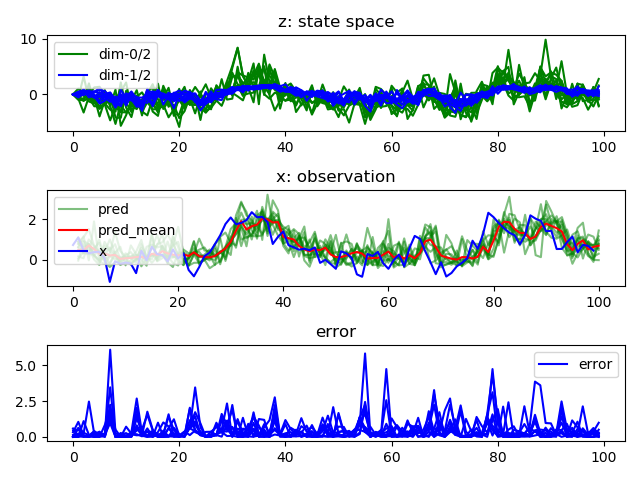 z: state space
10
0
dim-0/2
dim-1/2
0 20 40 60 80 100
x: observation
2
0
pred
pred_mean
x
0 20 40 60 80 100
error
5.0
2.5
0.0
error
0 20 40 60 80 100